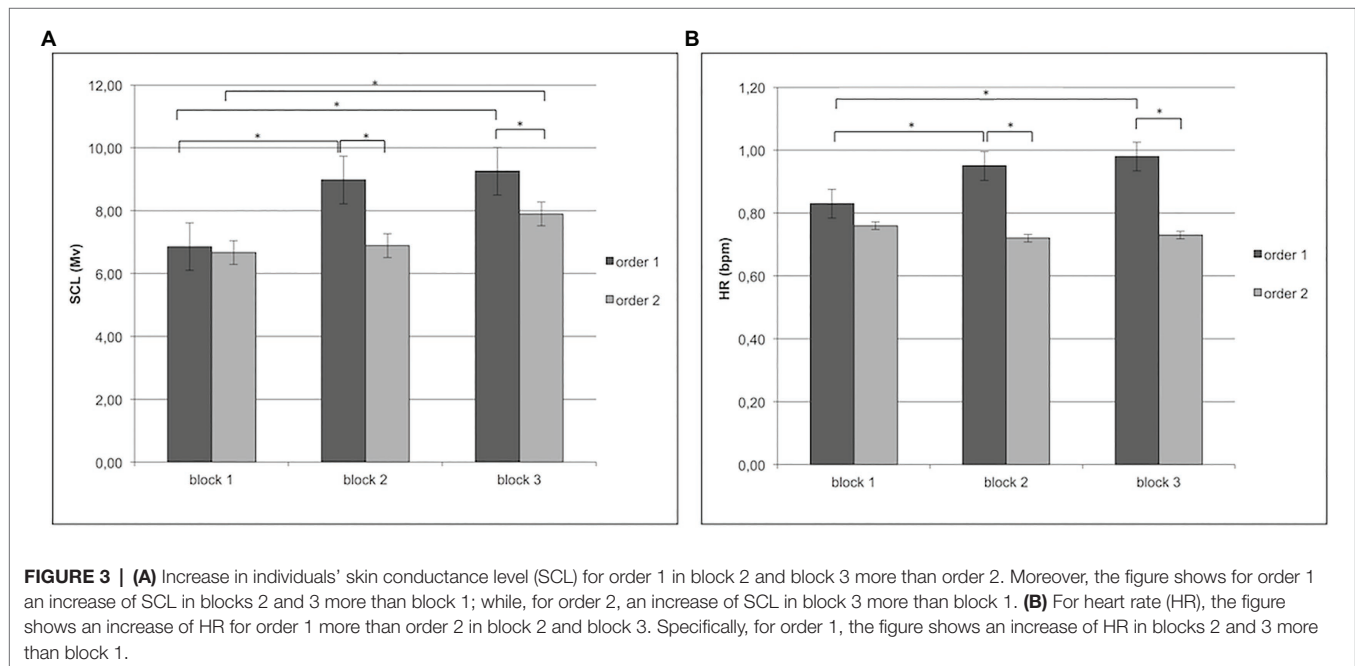 A
12,00
10,00
8,00
6,00
4,00
2,00
0,00
SCL (Mv)
*
*
*
*
*
block 1
block 2
block 3
order 1
order 2
B
1,20
1,00
0,80
0,60
0,40
0,20
0,00
HR (bpm)
*
*
*
*
block 1
block 2
block 3
order 1
order 2
FIGURE 3 | (A) Increase in individuals’ skin conductance level (SCL) for order 1 in block 2 and block 3 more than order 2. Moreover, the figure shows for order 1
an increase of SCL in blocks 2 and 3 more than block 1; while, for order 2, an increase of SCL in block 3 more than block 1. (B) For heart rate (HR), the figure
shows an increase of HR for order 1 more than order 2 in block 2 and block 3. Specifically, for order 1, the figure shows an increase of HR in blocks 2 and 3 more
than block 1.